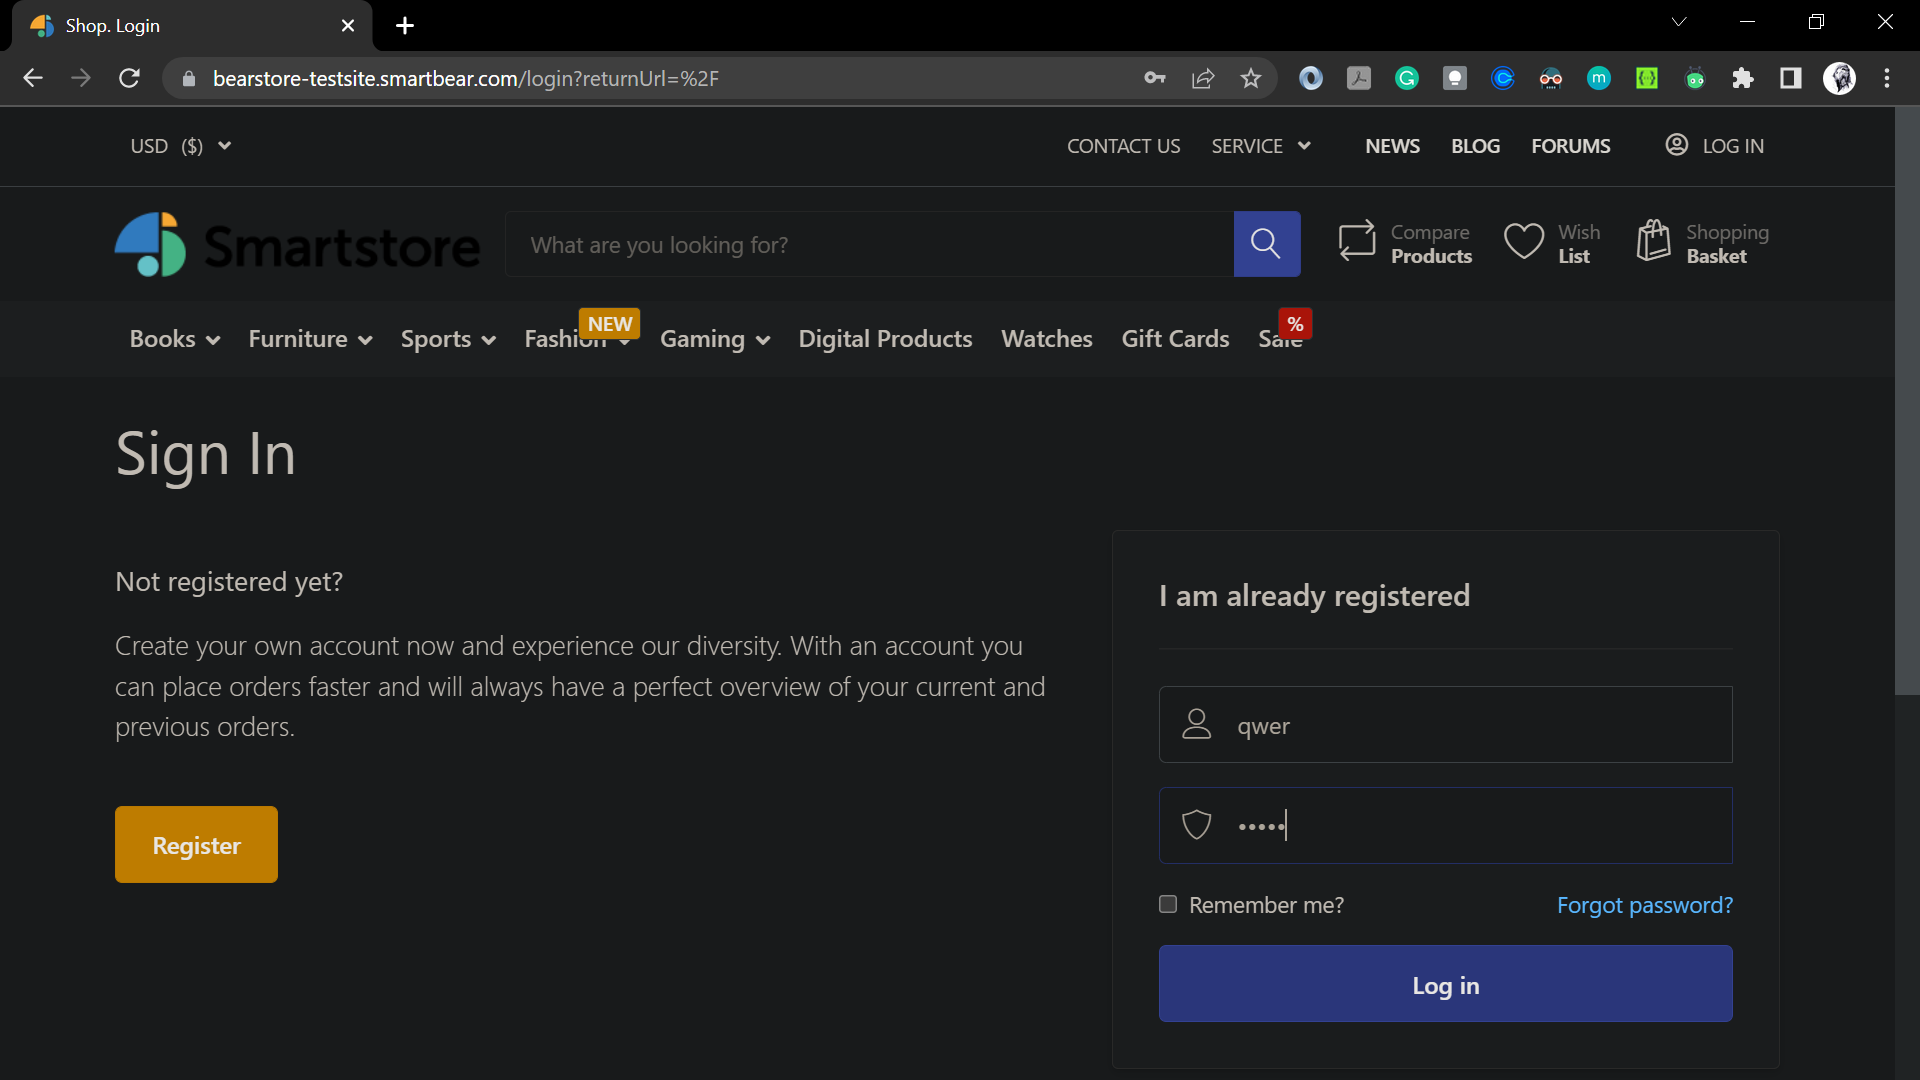 Shop. Login
bearstore-testsite.smartbear.com/login?returnUrl=%2F
USD ($)
CONTACT US SERVICE NEWS BLOG FORUMS LOG IN
Smartstore
What are you looking for?
Compare
Products
Wish
List
Shopping
Basket
NEW
%
Books Furniture Sports Fashion Gaming Digital Products Watches Gift Cards Sale
Sign In
Not registered yet?
Create your own account now and experience our diversity. With an account you
can place orders faster and will always have a perfect overview of your current and
previous orders.
Register
I am already registered
qwer
•••••
Remember me? Forgot password?
Log in